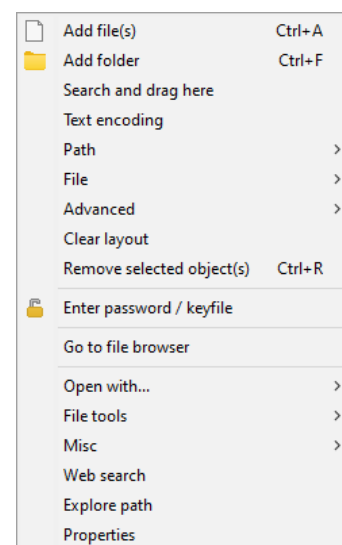 Add file(s) Ctrl+A
Add folder Ctrl+F
Search and drag here
Text encoding
Path
File
Advanced
Clear layout
Remove selected object(s) Ctrl+R
Enter password / keyfile
Go to file browser
Open with...
File tools
Misc
Web search
Explore path
Properties